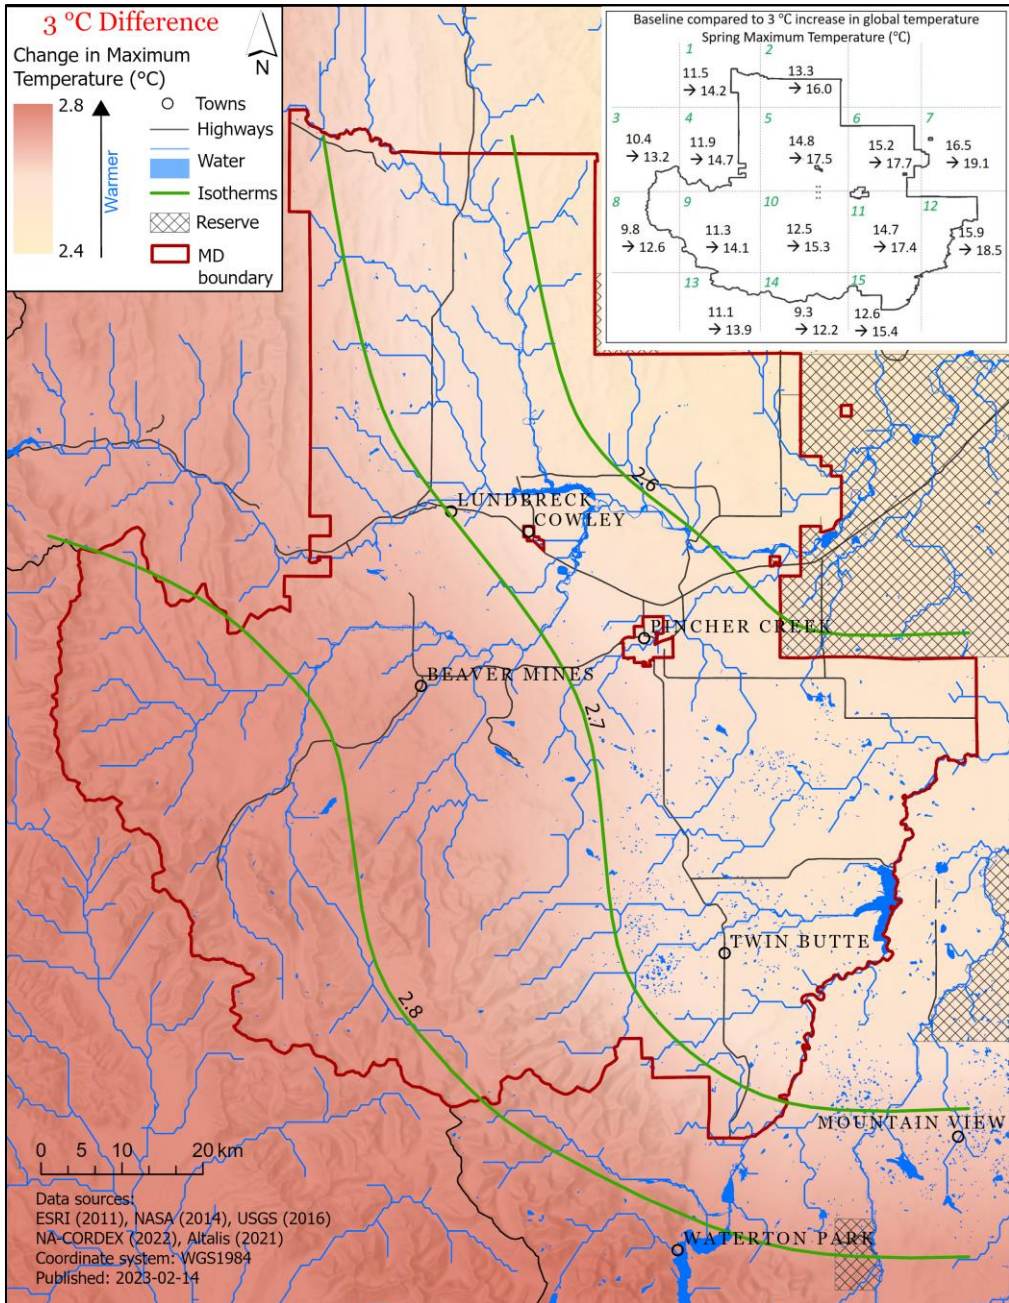 3 °C Difference
Change in Maximum
Temperature (°C)
2.8
Warmer
2.4
N
Towns
Highways
Water
Isotherms
Reserve
MD
boundary
Baseline compared to 3 °C increase in global temperature
Spring Maximum Temperature (°C)
1
2
11.5
→ 14.2
13.3
→ 16.0
3
4
5
6
7
10.4
→ 13.2
11.9
→ 14.7
14.8
→ 17.5
15.2
→ 17.7
16.5
→ 19.1
8
9
10
11
12
9.8
→ 12.6
11.3
→ 14.1
12.5
→ 15.3
14.7
→ 17.4
15.9
→ 18.5
13
14
15
11.1
→ 13.9
9.3
→ 12.2
12.6
→ 15.4
2.6
LUNDBRECK
COWLEY
PINCHER CREEK
BEAVER MINES
2.7
TWIN BUTTE
2.8
MOUNTAIN VIEW
WATERTON PARK
0 5 10 20 km
Data sources:
ESRI (2011), NASA (2014), USGS (2016)
NA-CORDEX (2022), Altalis (2021)
Coordinate system: WGS1984
Published: 2023-02-14